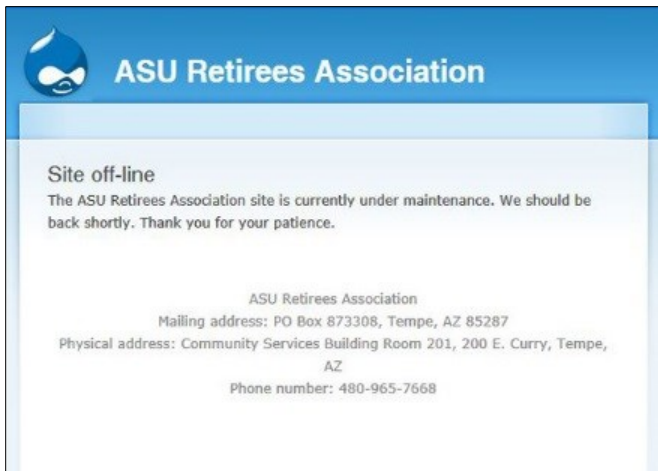 ASU Retirees Association
Site off-line
The ASU Retirees Association site is currently under maintenance. We should be
back shortly. Thank you for your patience.
ASU Retirees Association
Mailing address: PO Box 873308, Tempe, AZ 85287
Physical address: Community Services Building Room 201, 200 E. Curry, Tempe,
AZ
Phone number: 480-965-7668